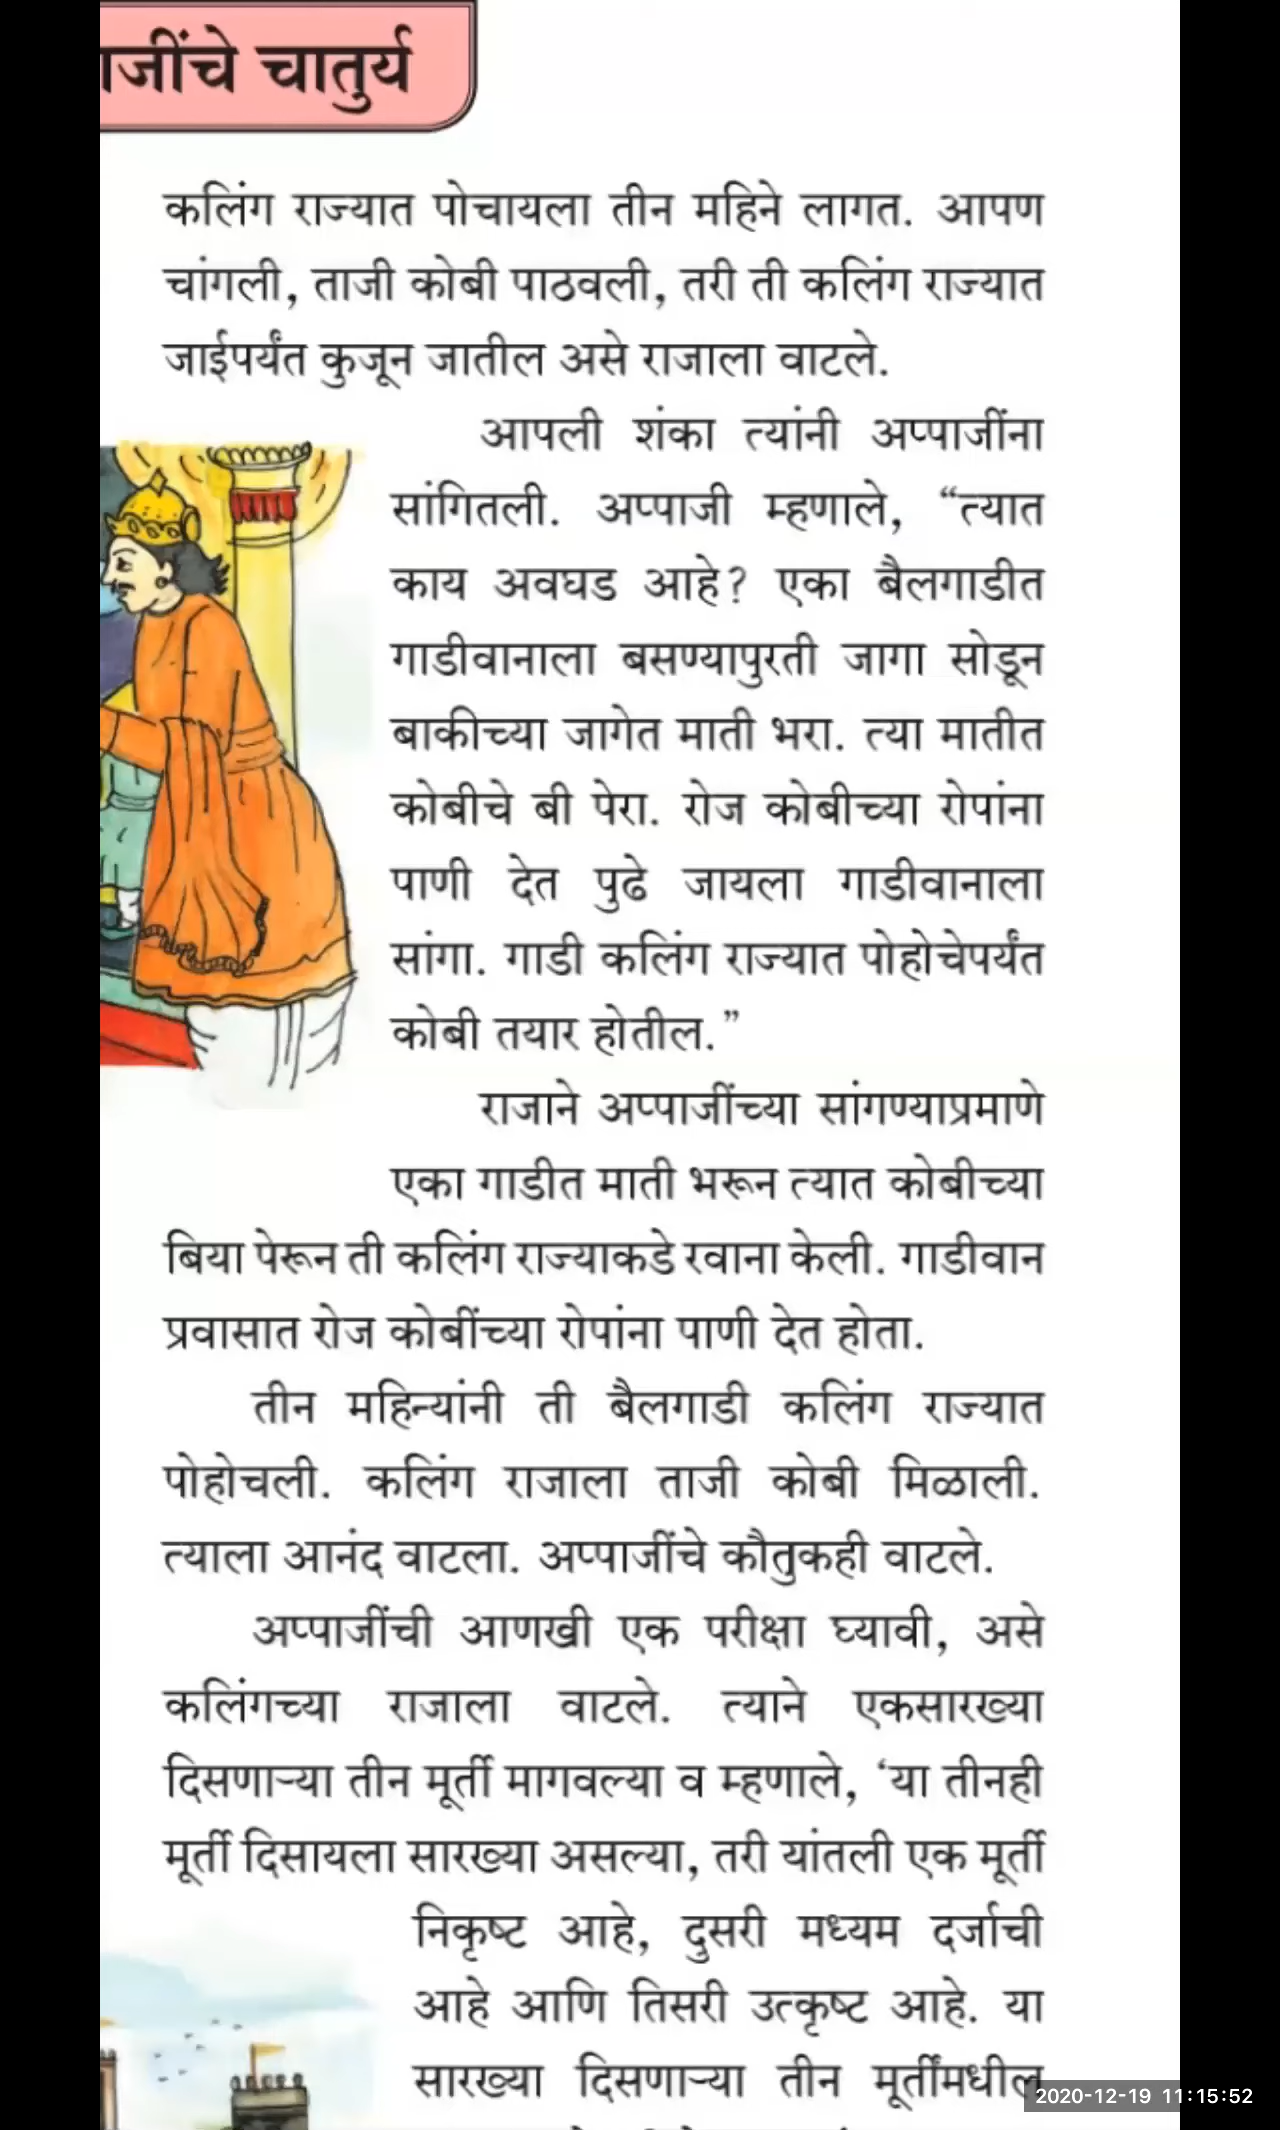 चातुर्य
कलिंग राज्यात पोचायला तीन महिने लागत. आपण
चांगली, ताजी कोबी पाठवली, तरी ती कलिंग राज्यात
जाईपर्यंत कुजून जातील असे राजाला वाटले.
आपली शंका त्यांनी अप्पाजींना
सांगितली. अप्पाजी म्हणाले, “त्यात
काय अवघड आहे? एका बैलगाडीत
गाडीवानाला बसण्यापुरती जागा सोडून
बाकीच्या जागेत माती भरा. त्या मातीत
कोबीचे बी पेरा. रोज कोबीच्या रोपांना
पाणी देत पुढे जायला गाडीवानाला
सांगा. गाडी कलिंग राज्यात पोहोचेपर्यंत
कोबी तयार होतील.”
राजाने अप्पाजींच्या सांगण्याप्रमाणे
एका गाडीत माती भरून त्यात कोबीच्या
बिया पेरून ती कलिंग राज्याकडे रवाना केली. गाडीवान
प्रवासात रोज कोबींच्या रोपांना पाणी देत होता.
तीन महिन्यांनी ती बैलगाडी कलिंग राज्यात
पोहोचली. कलिंग राजाला ताजी कोबी मिळाली.
त्याला आनंद वाटला. अप्पाजींचे कौतुकही वाटले.
अप्पाजींची आणखी एक परीक्षा घ्यावी, असे
कलिंगच्या राजाला वाटले. त्याने एकसारख्या
दिसणाऱ्या तीन मूर्ती मागवल्या व म्हणाले, ‘या तीनही
मूर्ती दिसायला सारख्या असल्या, तरी यांतली एक मूर्ती
निकृष्ट आहे, दुसरी मध्यम दर्जाची
आहे आणि तिसरी उत्कृष्ट आहे. या
सारख्या दिसणाऱ्या तीन मूर्तींमधील
2020-12-19 11:15:52